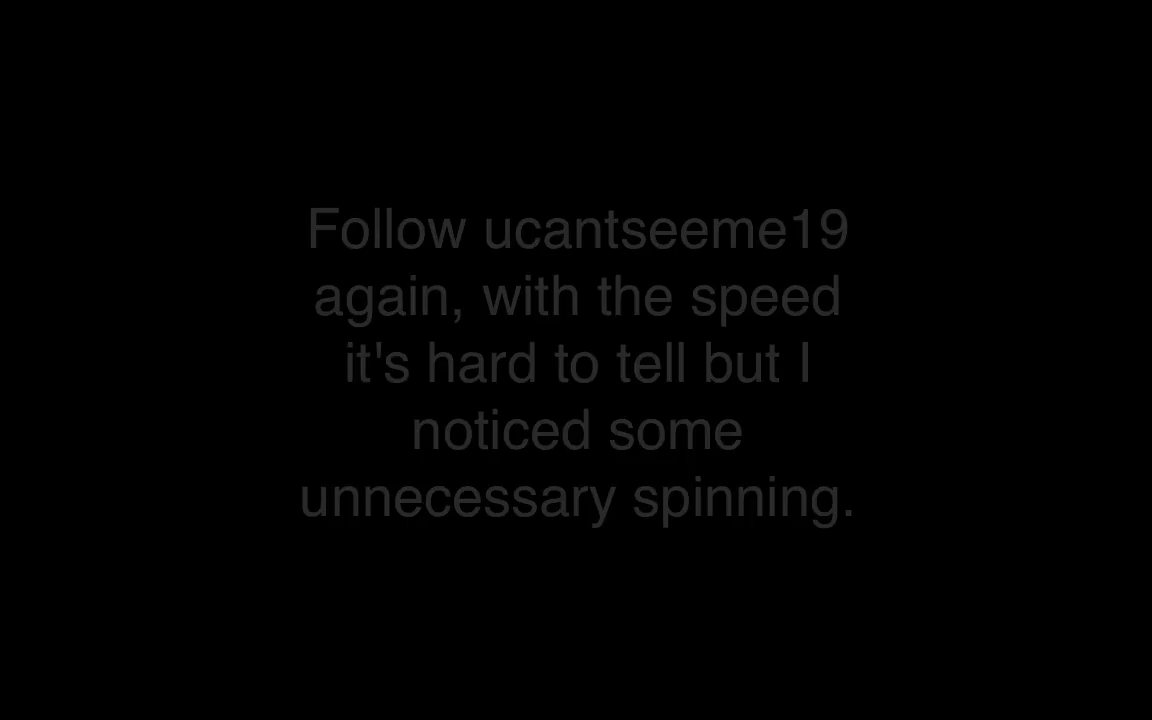 Follow ucantseeme19
again, with the speed
it's hard to tell but I
noticed some
unnecessary spinning.